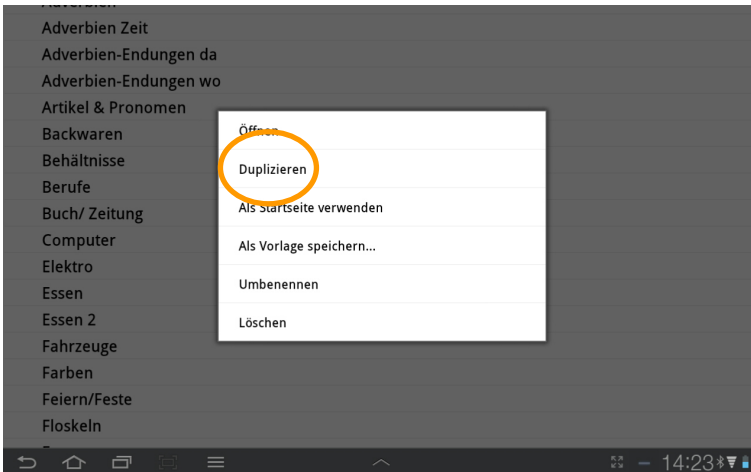 Adverbien
Adverbien Zeit
Adverbien-Endungen da
Adverbien-Endungen wo
Artikel & Pronomen
Backwaren
Behältnisse
Berufe
Buch/ Zeitung
Computer
Elektro
Essen
Essen 2
Fahrzeuge
Farben
Feiern/Feste
Floskeln
Öffnen
Duplizieren
Als Startseite verwenden
Als Vorlage speichern...
Umbenennen
Löschen
14:23